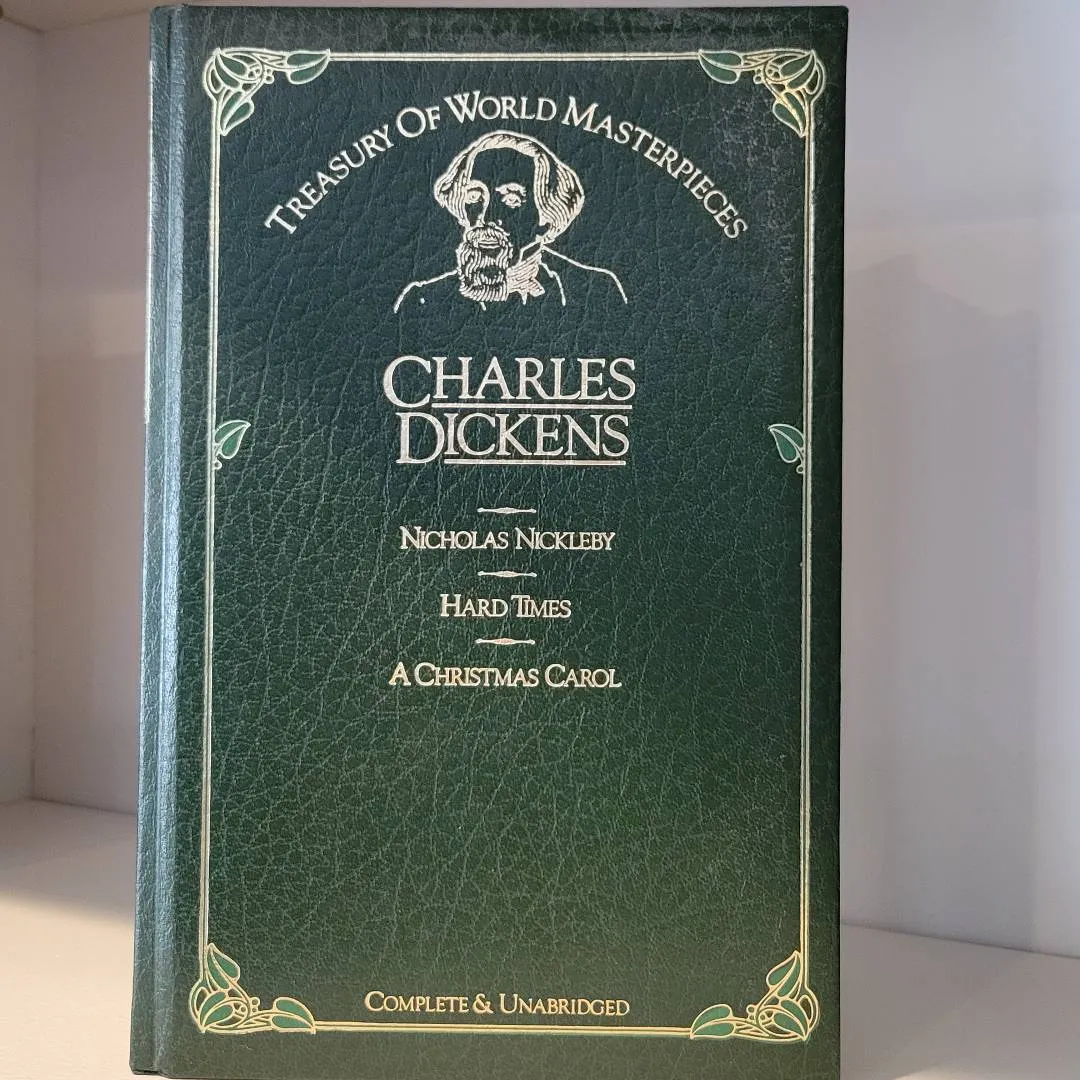 Treasury Of World Masterpieces
Charles
Dickens
Nicholas Nickleby
Hard Times
A Christmas Carol
Complete & Unabridged